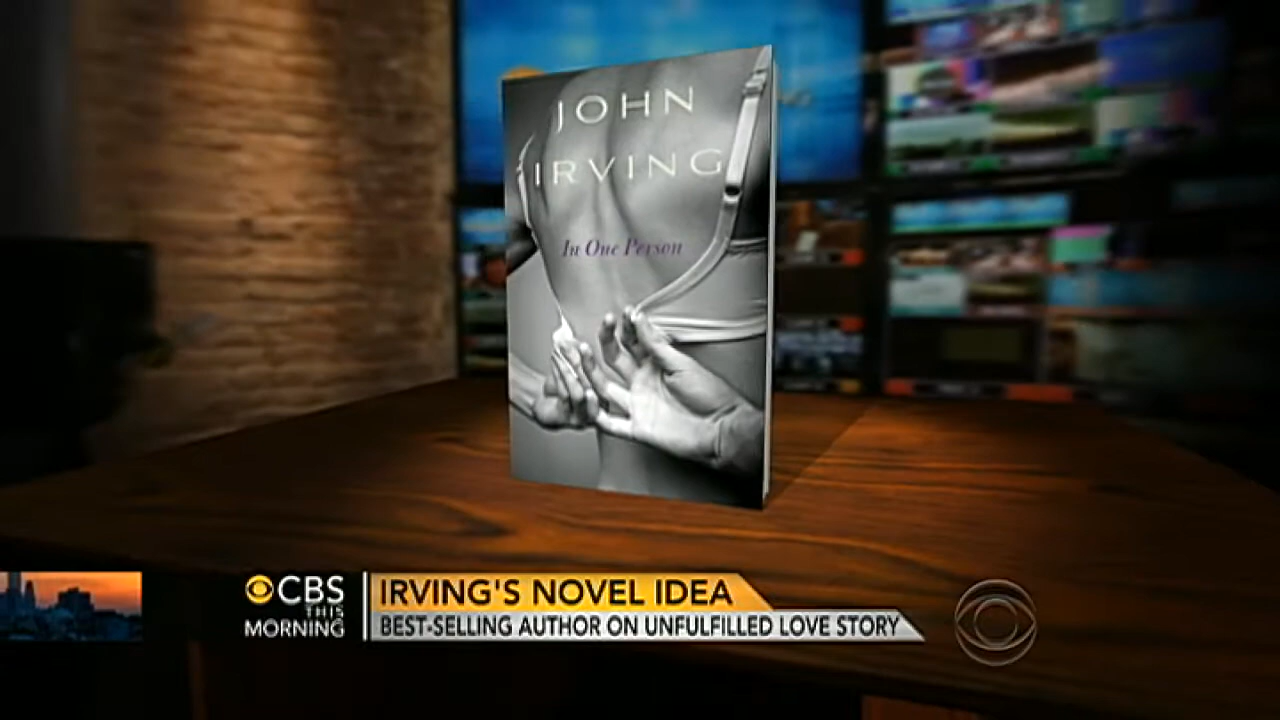 JOHN
IRVING
In One Person
CBS
THIS
MORNING
IRVING'S NOVEL IDEA
BEST-SELLING AUTHOR ON UNFULFILLED LOVE STORY